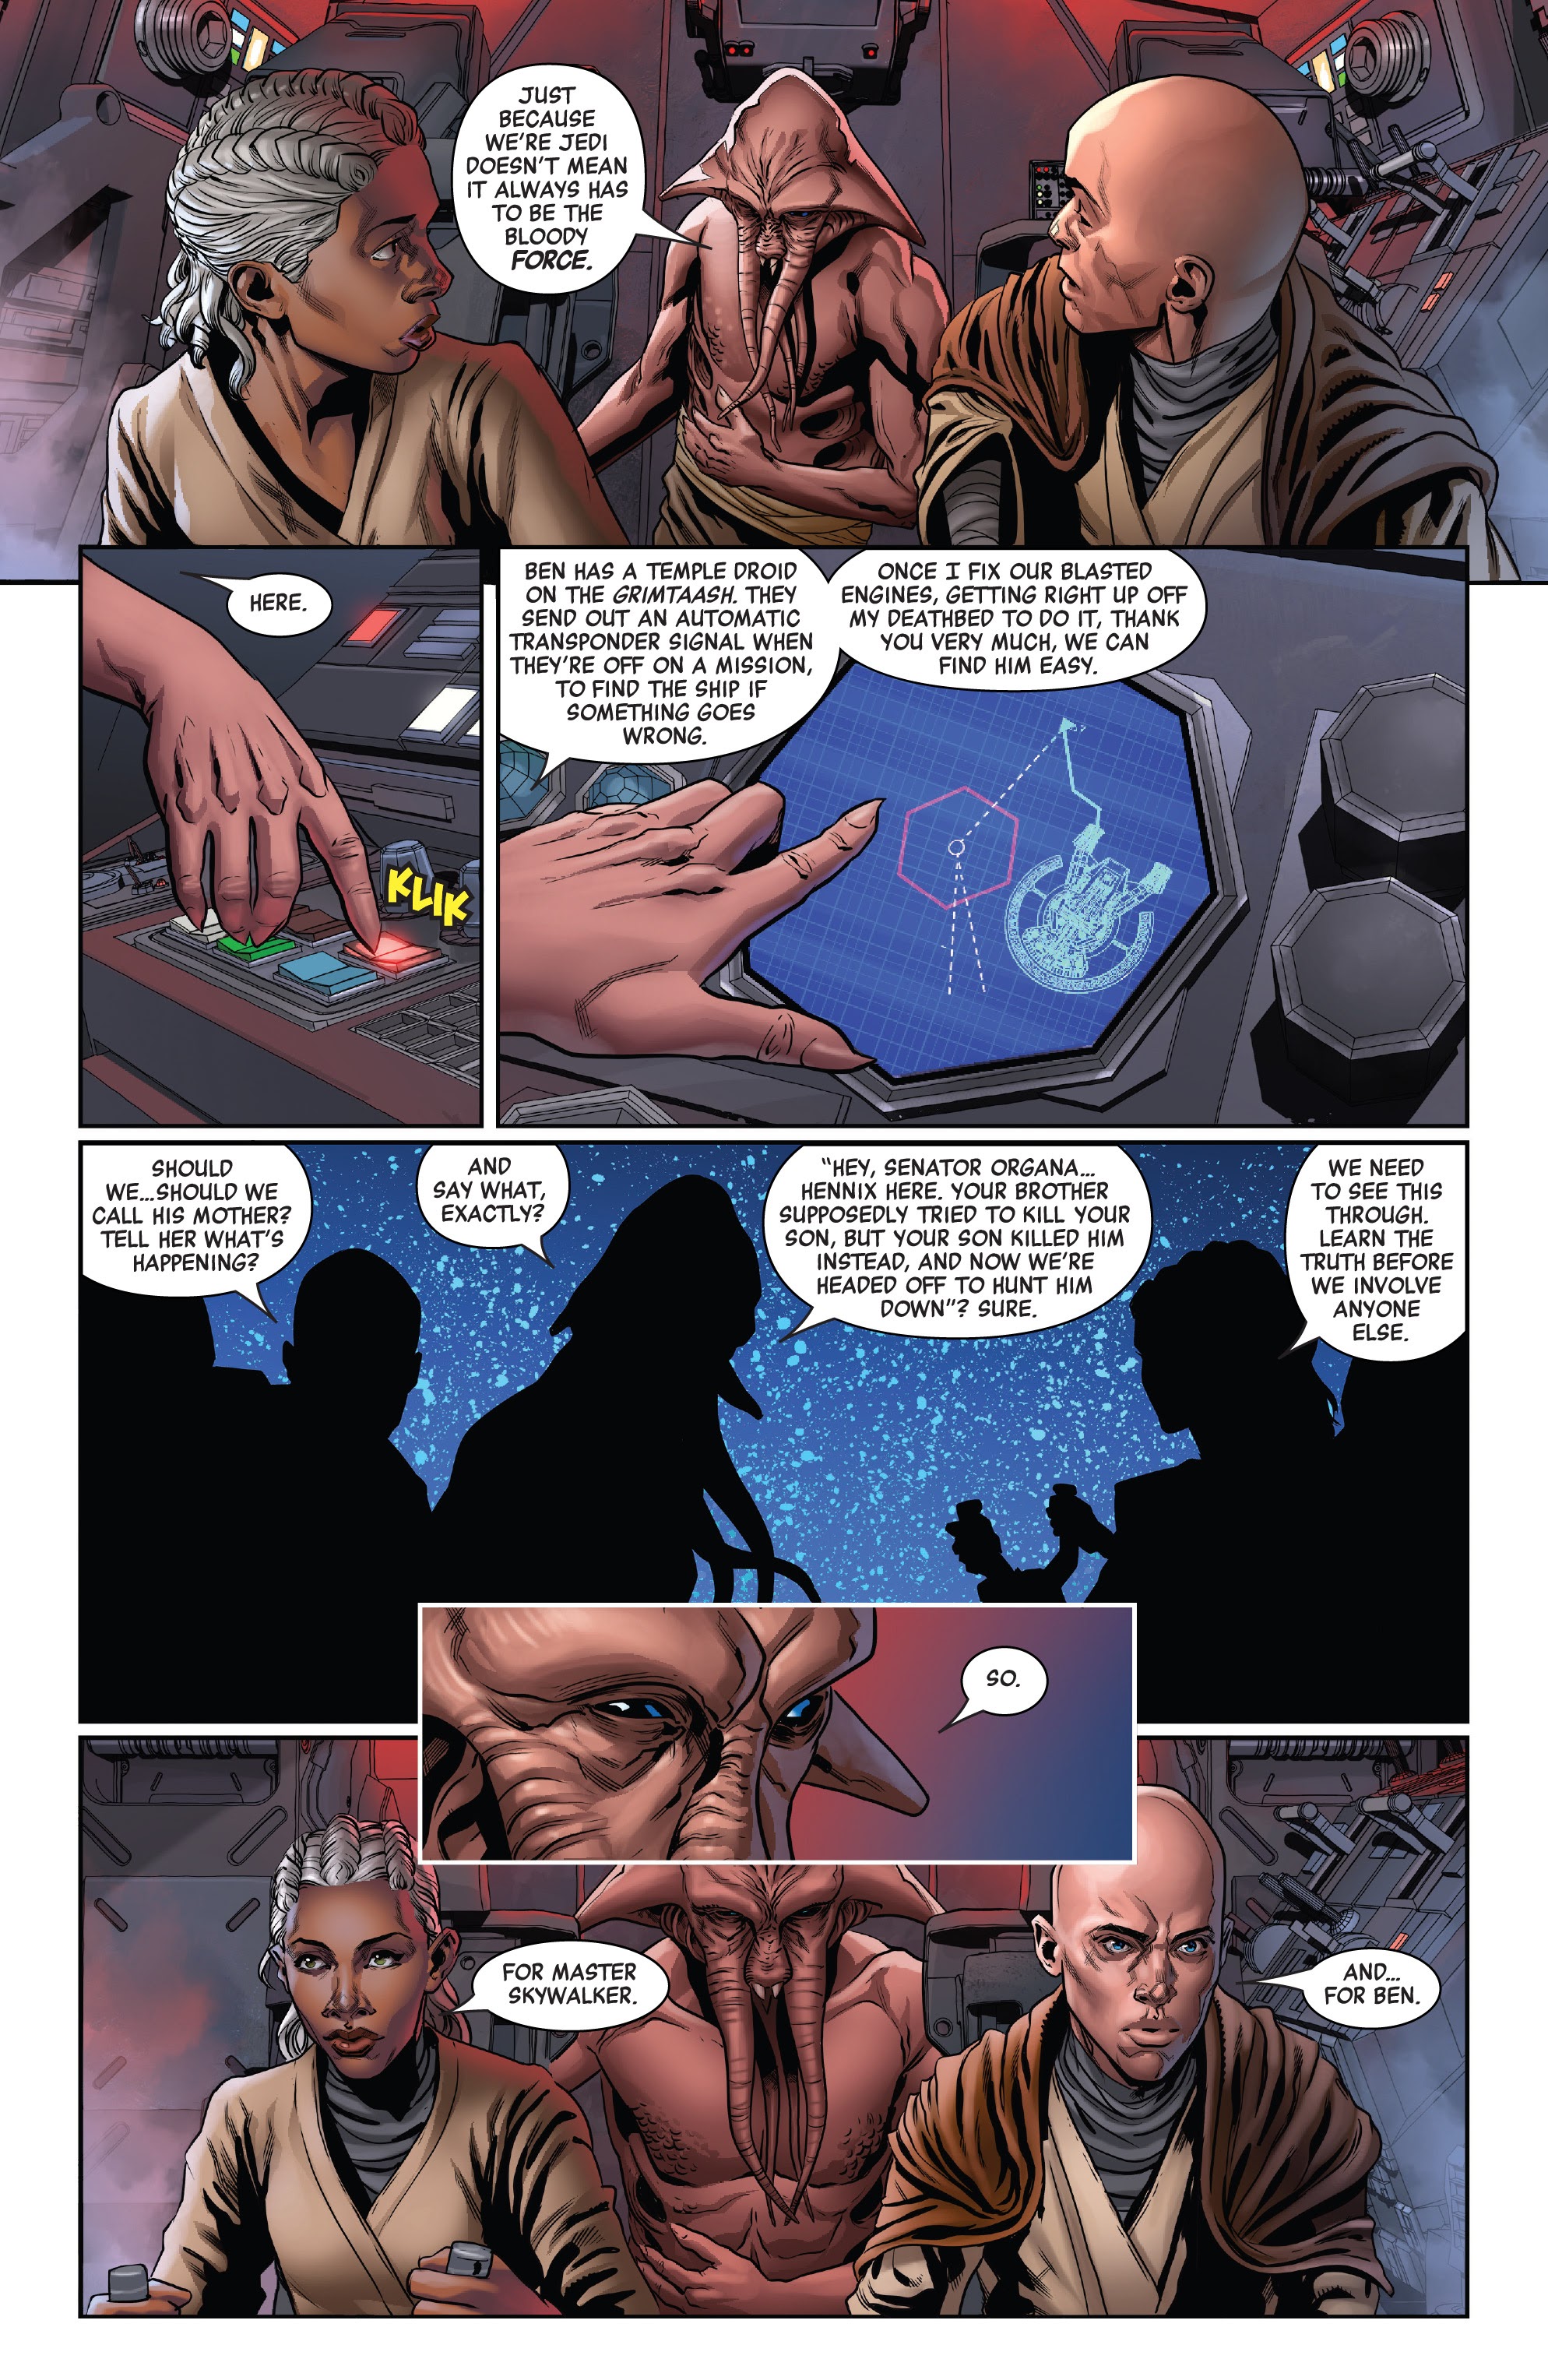 JUST
BECAUSE
WE'RE JEDI
DOESN'T MEAN
IT ALWAYS HAS
TO BE THE
BLOODY
FORCE.
HERE.
KLIK
BEN HAS A TEMPLE DROID
ON THE GRIMTAASH. THEY
SEND OUT AN AUTOMATIC
TRANSPONDER SIGNAL WHEN
THEY'RE OFF ON A MISSION,
TO FIND THE SHIP IF
SOMETHING GOES
WRONG.
ONCE I FIX OUR BLASTED
ENGINES, GETTING RIGHT UP OFF
MY DEATHBED TO DO IT, THANK
YOU VERY MUCH, WE CAN
FIND HIM EASY.
SHOULD
WE...SHOULD WE
CALL HIS MOTHER?
TELL HER WHAT'S
HAPPENING?
AND
SAY WHAT,
EXACTLY?
"HEY, SENATOR ORGANA...
HENNIX HERE. YOUR BROTHER
SUPPOSEDLY TRIED TO KILL YOUR
SON, BUT YOUR SON KILLED HIM
INSTEAD, AND NOW WE'RE
HEADED OFF TO HUNT HIM
DOWN"? SURE.
WE NEED
TO SEE THIS
THROUGH.
LEARN THE
TRUTH BEFORE
WE INVOLVE
ANYONE
ELSE.
SO.
FOR MASTER
SKYWALKER.
AND...
FOR BEN.